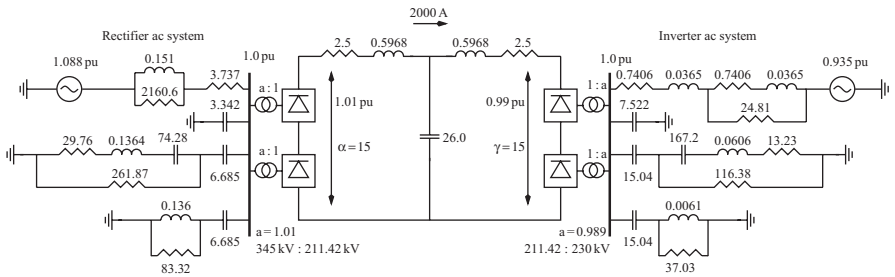 2000 A
Rectifier ac system
2.5
0.5968
0.5968
2.5
Inverter ac system
1.088 pu
0.151
2160.6
3.737
1.0 pu
a : 1
1.01 pu
0.99 pu
1.0 pu
1 : a
0.7406
0.0365
0.7406
0.0365
0.935 pu
24.81
3.342
7.522
29.76
0.1364
74.28
261.87
6.685
a : 1
α = 15
26.0
γ = 15
1 : a
15.04
167.2
0.0606
13.23
116.38
0.136
83.32
6.685
a = 1.01
345 kV : 211.42 kV
a = 0.989
211.42 : 230 kV
15.04
0.0061
37.03